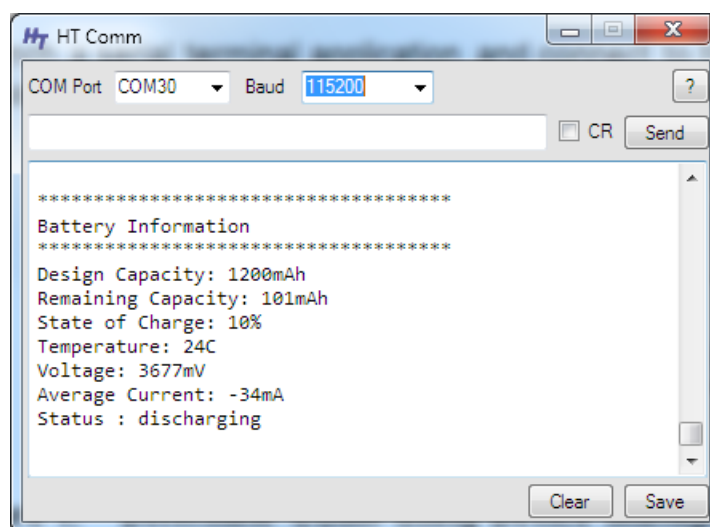 HT HT Comm
COM Port COM30 Baud 115200 ?
CR Send
*************************************
Battery Information
*************************************
Design Capacity: 1200mAh
Remaining Capacity: 101mAh
State of Charge: 10%
Temperature: 24C
Voltage: 3677mV
Average Current: -34mA
Status : discharging
Clear Save